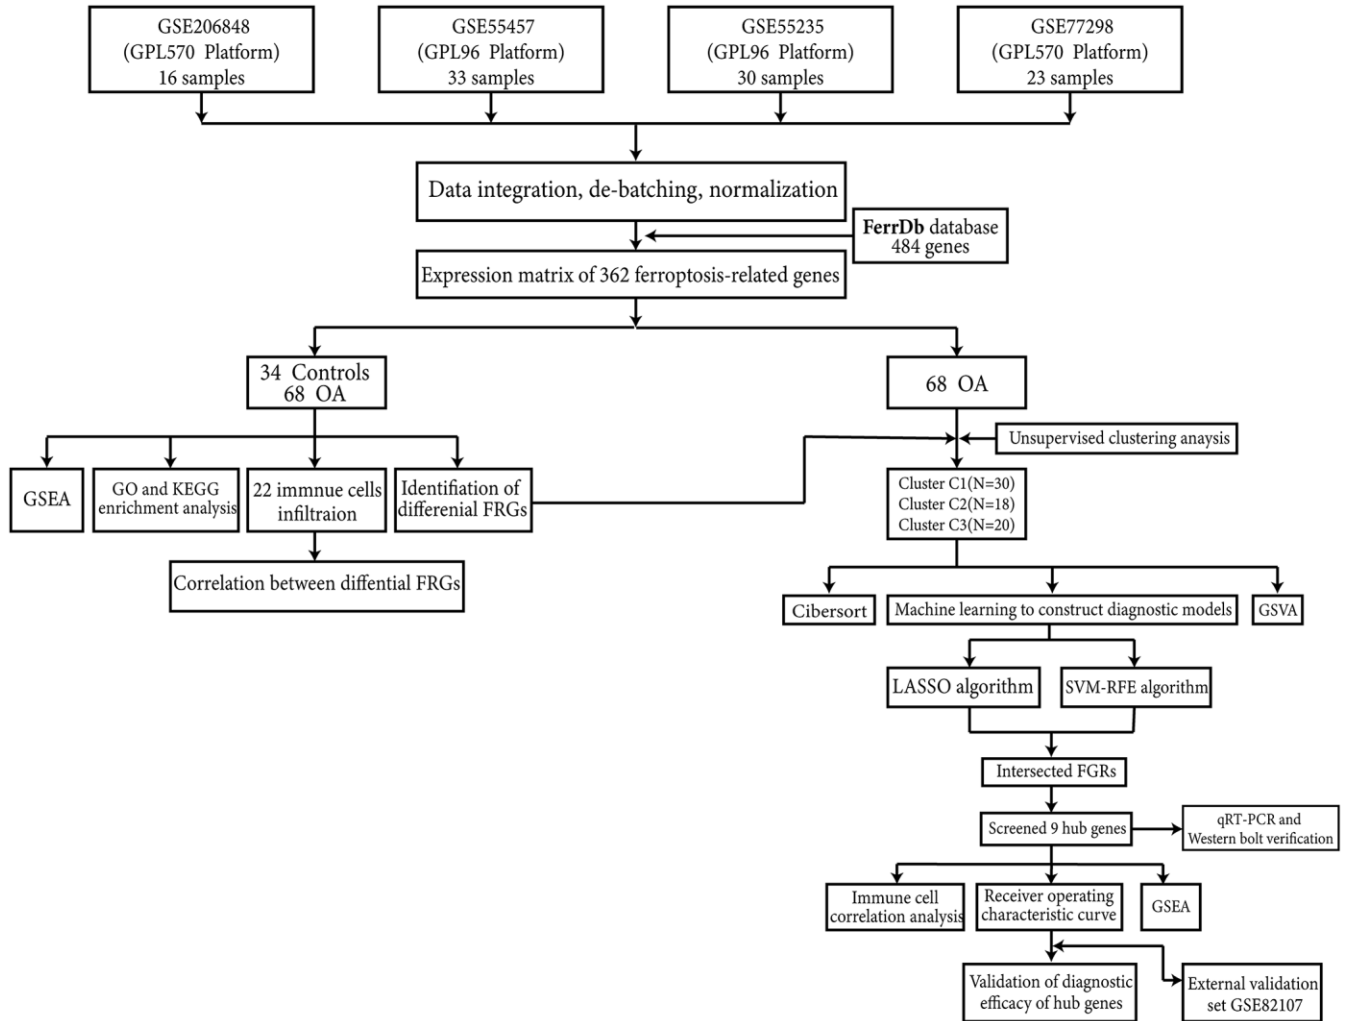 GSE206848
(GPL570 Platform)
16 samples
GSE55457
(GPL96 Platform)
33 samples
GSE55235
(GPL96 Platform)
30 samples
GSE77298
(GPL570 Platform)
23 samples
Data integration, de-batching, normalization
FerrDb database
484 genes
Expression matrix of 362 ferroptosis-related genes
34 Controls
68 OA
68 OA
Unsupervised clustering anaysis
GSEA
GO and KEGG
enrichment analysis
22 immnue cells
infiltraion
Identifiation of
differenial FRGs
Cluster C1(N=30)
Cluster C2(N=18)
Cluster C3(N=20)
Correlation between diffential FRGs
Cibersort
Machine learning to construct diagnostic models
GSVA
LASSO algorithm
SVM-RFE algorithm
Intersected FGRs
Screened 9 hub genes
qRT-PCR and
Western bolt verification
Immune cell
correlation analysis
Receiver operating
characteristic curve
GSEA
Validation of diagnostic
efficacy of hub genes
External validation
set GSE82107